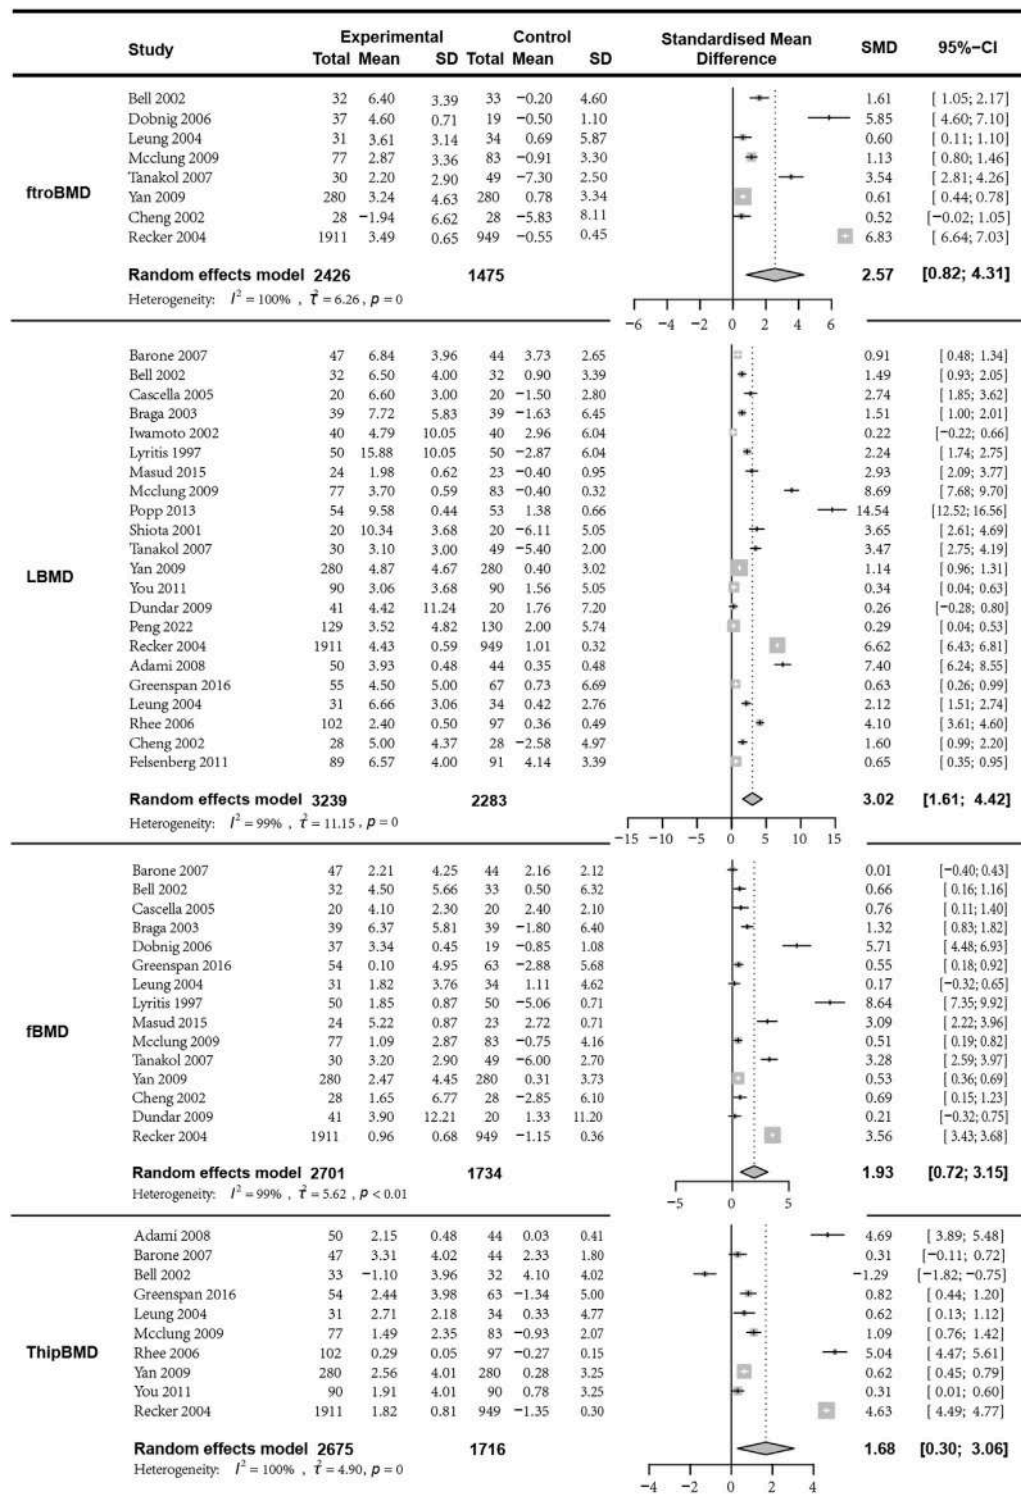 Study Experimental Control Standardised Mean Difference SMD 95%−CI
Total Mean SD Total Mean SD
ftroBMD
Bell 2002 32 6.40 3.39 33 −0.20 4.60 1.61 [ 1.05; 2.17]
Dobnig 2006 37 4.60 0.71 19 −0.50 1.10 5.85 [ 4.60; 7.10]
Leung 2004 31 3.61 3.14 34 0.69 5.87 0.60 [ 0.11; 1.10]
Mcclung 2009 77 2.87 3.36 83 −0.91 3.30 1.13 [ 0.80; 1.46]
Tanakol 2007 30 2.20 2.90 49 −7.30 2.50 3.54 [ 2.81; 4.26]
Yan 2009 280 3.24 4.63 280 0.78 3.34 0.61 [ 0.44; 0.78]
Cheng 2002 28 −1.94 6.62 28 −5.83 8.11 0.52 [−0.02; 1.05]
Recker 2004 1911 3.49 0.65 949 −0.55 0.45 6.83 [ 6.64; 7.03]
Random effects model 2426 1475 2.57 [0.82; 4.31]
Heterogeneity: I² = 100% , τ² = 6.26 , p = 0
−6 −4 −2 0 2 4 6
LBMD
Barone 2007 47 6.84 3.96 44 3.73 2.65 0.91 [ 0.48; 1.34]
Bell 2002 32 6.50 4.00 32 0.90 3.39 1.49 [ 0.93; 2.05]
Cascella 2005 20 6.60 3.00 20 −1.50 2.80 2.74 [ 1.85; 3.62]
Braga 2003 39 7.72 5.83 39 −1.63 6.45 1.51 [ 1.00; 2.01]
Iwamoto 2002 40 4.79 10.05 40 2.96 6.04 0.22 [−0.22; 0.66]
Lyritis 1997 50 15.88 10.05 50 −2.87 6.04 2.24 [ 1.74; 2.75]
Masud 2015 24 1.98 0.62 23 −0.40 0.95 2.93 [ 2.09; 3.77]
Mcclung 2009 77 3.70 0.59 83 −0.40 0.32 8.69 [ 7.68; 9.70]
Popp 2013 54 9.58 0.44 53 1.38 0.66 14.54 [12.52; 16.56]
Shiota 2001 20 10.34 3.68 20 −6.11 5.05 3.65 [ 2.61; 4.69]
Tanakol 2007 30 3.10 3.00 49 −5.40 2.00 3.47 [ 2.75; 4.19]
Yan 2009 280 4.87 4.67 280 0.40 3.02 1.14 [ 0.96; 1.31]
You 2011 90 3.06 3.68 90 1.56 5.05 0.34 [ 0.04; 0.63]
Dundar 2009 41 4.42 11.24 20 1.76 7.20 0.26 [−0.28; 0.80]
Peng 2022 129 3.52 4.82 130 2.00 5.74 0.29 [ 0.04; 0.53]
Recker 2004 1911 4.43 0.59 949 1.01 0.32 6.62 [ 6.43; 6.81]
Adami 2008 50 3.93 0.48 44 0.35 0.48 7.40 [ 6.24; 8.55]
Greenspan 2016 55 4.50 5.00 67 0.73 6.69 0.63 [ 0.26; 0.99]
Leung 2004 31 6.66 3.06 34 0.42 2.76 2.12 [ 1.51; 2.74]
Rhee 2006 102 2.40 0.50 97 0.36 0.49 4.10 [ 3.61; 4.60]
Cheng 2002 28 5.00 4.37 28 −2.58 4.97 1.60 [ 0.99; 2.20]
Felsenberg 2011 89 6.57 4.00 91 4.14 3.39 0.65 [ 0.35; 0.95]
Random effects model 3239 2283 3.02 [1.61; 4.42]
Heterogeneity: I² = 99% , τ² = 11.15 , p = 0
−15 −10 −5 0 5 10 15
fBMD
Barone 2007 47 2.21 4.25 44 2.16 2.12 0.01 [−0.40; 0.43]
Bell 2002 32 4.50 5.66 33 0.50 6.32 0.66 [ 0.16; 1.16]
Cascella 2005 20 4.10 2.30 20 2.40 2.10 0.76 [ 0.11; 1.40]
Braga 2003 39 6.37 5.81 39 −1.80 6.40 1.32 [ 0.83; 1.82]
Dobnig 2006 37 3.34 0.45 19 −0.85 1.08 5.71 [ 4.48; 6.93]
Greenspan 2016 54 0.10 4.95 63 −2.88 5.68 0.55 [ 0.18; 0.92]
Leung 2004 31 1.82 3.76 34 1.11 4.62 0.17 [−0.32; 0.65]
Lyritis 1997 50 1.85 0.87 50 −5.06 0.71 8.64 [ 7.35; 9.92]
Masud 2015 24 5.22 0.87 23 2.72 0.71 3.09 [ 2.22; 3.96]
Mcclung 2009 77 1.09 2.87 83 −0.75 4.16 0.51 [ 0.19; 0.82]
Tanakol 2007 30 3.20 2.90 49 −6.00 2.70 3.28 [ 2.59; 3.97]
Yan 2009 280 2.47 4.45 280 0.31 3.73 0.53 [ 0.36; 0.69]
Cheng 2002 28 1.65 6.77 28 −2.85 6.10 0.69 [ 0.15; 1.23]
Dundar 2009 41 3.90 12.21 20 1.33 11.20 0.21 [−0.32; 0.75]
Recker 2004 1911 0.96 0.68 949 −1.15 0.36 3.56 [ 3.43; 3.68]
Random effects model 2701 1734 1.93 [0.72; 3.15]
Heterogeneity: I² = 99% , τ² = 5.62 , p < 0.01
−5 0 5
ThipBMD
Adami 2008 50 2.15 0.48 44 0.03 0.41 4.69 [ 3.89; 5.48]
Barone 2007 47 3.31 4.02 44 2.33 1.80 0.31 [−0.11; 0.72]
Bell 2002 33 −1.10 3.96 32 4.10 4.02 −1.29 [−1.82; −0.75]
Greenspan 2016 54 2.44 3.98 63 −1.34 5.00 0.82 [ 0.44; 1.20]
Leung 2004 31 2.71 2.18 34 0.33 4.77 0.62 [ 0.13; 1.12]
Mcclung 2009 77 1.49 2.35 83 −0.93 2.07 1.09 [ 0.76; 1.42]
Rhee 2006 102 0.29 0.05 97 −0.27 0.15 5.04 [ 4.47; 5.61]
Yan 2009 280 2.56 4.01 280 0.28 3.25 0.62 [ 0.45; 0.79]
You 2011 90 1.91 4.01 90 0.78 3.25 0.31 [ 0.01; 0.60]
Recker 2004 1911 1.82 0.81 949 −1.35 0.30 4.63 [ 4.49; 4.77]
Random effects model 2675 1716 1.68 [0.30; 3.06]
Heterogeneity: I² = 100% , τ² = 4.90 , p = 0
−4 −2 0 2 4